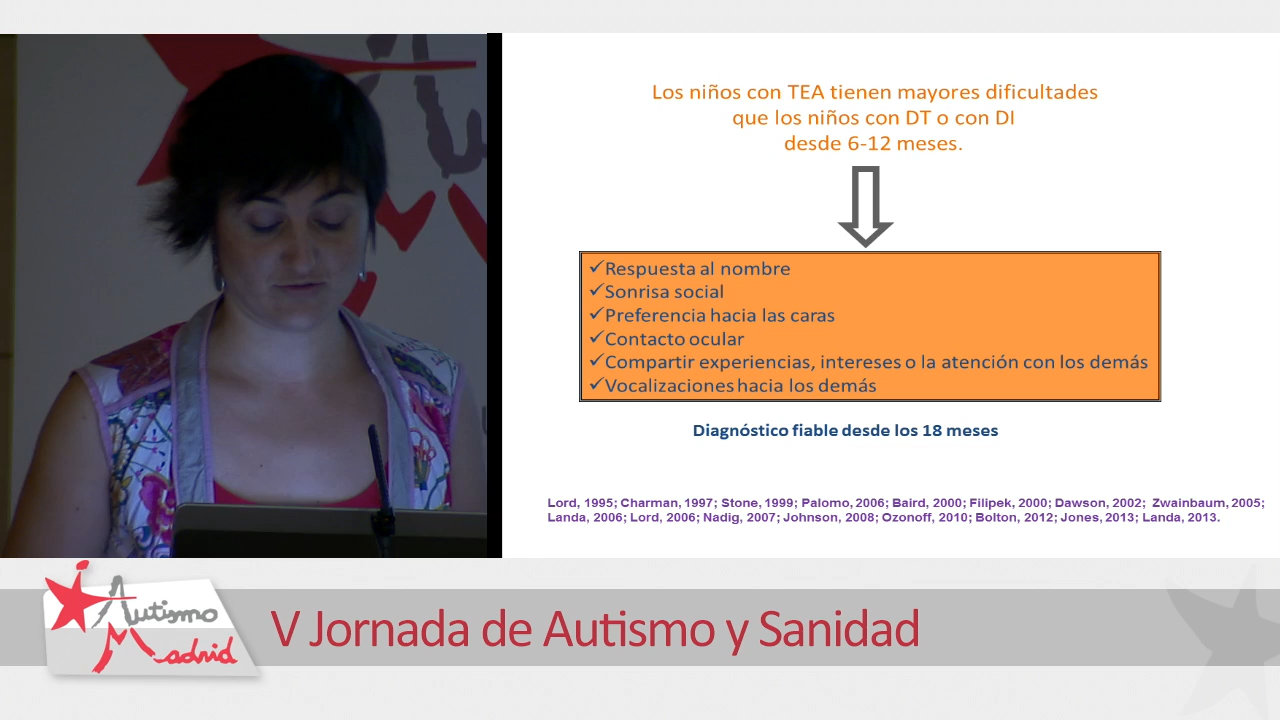 Los niños con TEA tienen mayores dificultades
que los niños con DT o con DI
desde 6-12 meses.
✓Respuesta al nombre
✓Sonrisa social
✓Preferencia hacia las caras
✓Contacto ocular
✓Compartir experiencias, intereses o la atención con los demás
✓Vocalizaciones hacia los demás
Diagnóstico fiable desde los 18 meses
Lord, 1995; Charman, 1997; Stone, 1999; Palomo, 2006; Baird, 2000; Filipek, 2000; Dawson, 2002; Zwainbaum, 2005;
Landa, 2006; Lord, 2006; Nadig, 2007; Johnson, 2008; Ozonoff, 2010; Bolton, 2012; Jones, 2013; Landa, 2013.
Autismo
Madrid
V Jornada de Autismo y Sanidad